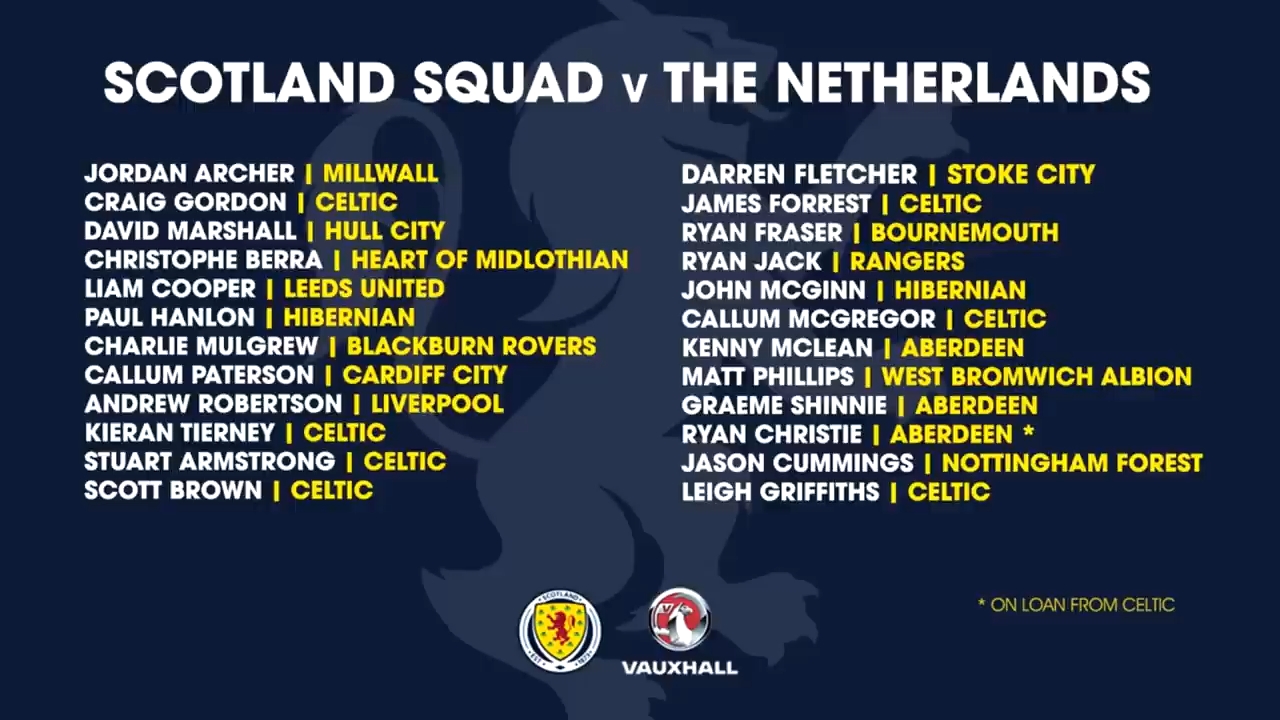 SCOTLAND SQUAD v THE NETHERLANDS
JORDAN ARCHER | MILLWALL
CRAIG GORDON | CELTIC
DAVID MARSHALL | HULL CITY
CHRISTOPHE BERRA | HEART OF MIDLOTHIAN
LIAM COOPER | LEEDS UNITED
PAUL HANLON | HIBERNIAN
CHARLIE MULGREW | BLACKBURN ROVERS
CALLUM PATERSON | CARDIFF CITY
ANDREW ROBERTSON | LIVERPOOL
KIERAN TIERNEY | CELTIC
STUART ARMSTRONG | CELTIC
SCOTT BROWN | CELTIC
DARREN FLETCHER | STOKE CITY
JAMES FORREST | CELTIC
RYAN FRASER | BOURNEMOUTH
RYAN JACK | RANGERS
JOHN MCGINN | HIBERNIAN
CALLUM MCGREGOR | CELTIC
KENNY MCLEAN | ABERDEEN
MATT PHILLIPS | WEST BROMWICH ALBION
GRAEME SHINNIE | ABERDEEN
RYAN CHRISTIE | ABERDEEN *
JASON CUMMINGS | NOTTINGHAM FOREST
LEIGH GRIFFITHS | CELTIC
* ON LOAN FROM CELTIC
SCOTLAND
EST 1873
V
VAUXHALL